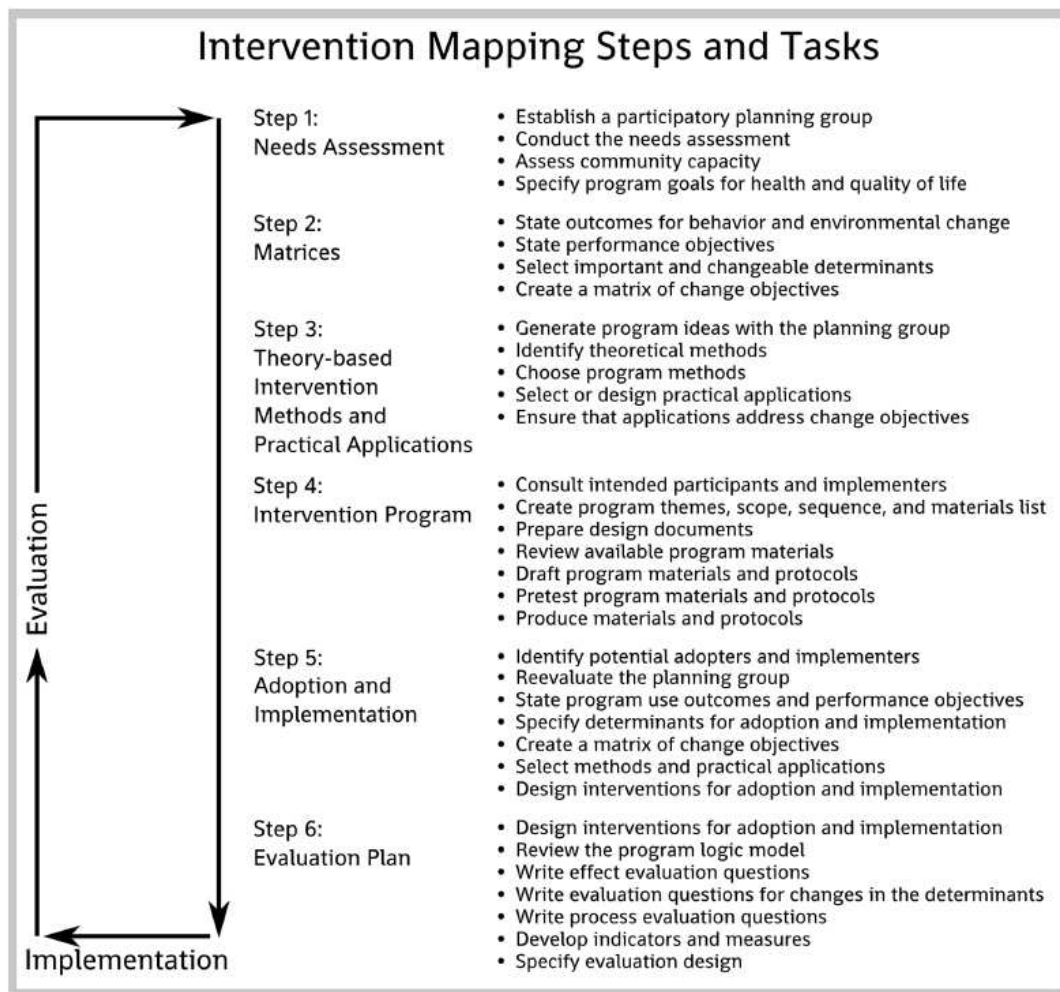 Intervention Mapping Steps and Tasks
Step 1:
Needs Assessment
• Establish a participatory planning group
• Conduct the needs assessment
• Assess community capacity
• Specify program goals for health and quality of life
Step 2:
Matrices
• State outcomes for behavior and environmental change
• State performance objectives
• Select important and changeable determinants
• Create a matrix of change objectives
Step 3:
Theory-based
Intervention
Methods and
Practical Applications
• Generate program ideas with the planning group
• Identify theoretical methods
• Choose program methods
• Select or design practical applications
• Ensure that applications address change objectives
Step 4:
Intervention Program
• Consult intended participants and implementers
• Create program themes, scope, sequence, and materials list
• Prepare design documents
• Review available program materials
• Draft program materials and protocols
• Pretest program materials and protocols
• Produce materials and protocols
Step 5:
Adoption and
Implementation
• Identify potential adopters and implementers
• Reevaluate the planning group
• State program use outcomes and performance objectives
• Specify determinants for adoption and implementation
• Create a matrix of change objectives
• Select methods and practical applications
• Design interventions for adoption and implementation
Step 6:
Evaluation Plan
• Design interventions for adoption and implementation
• Review the program logic model
• Write effect evaluation questions
• Write evaluation questions for changes in the determinants
• Write process evaluation questions
• Develop indicators and measures
• Specify evaluation design
Implementation
Evaluation